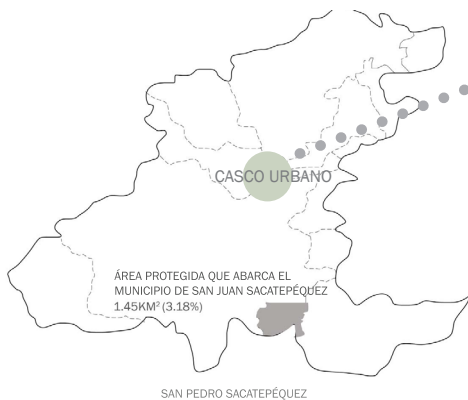 CASCO URBANO
ÁREA PROTEGIDA QUE ABARCA EL
MUNICIPIO DE SAN JUAN SACATEPÉQUEZ
1.45KM² (3.18%)
SAN PEDRO SACATEPÉQUEZ